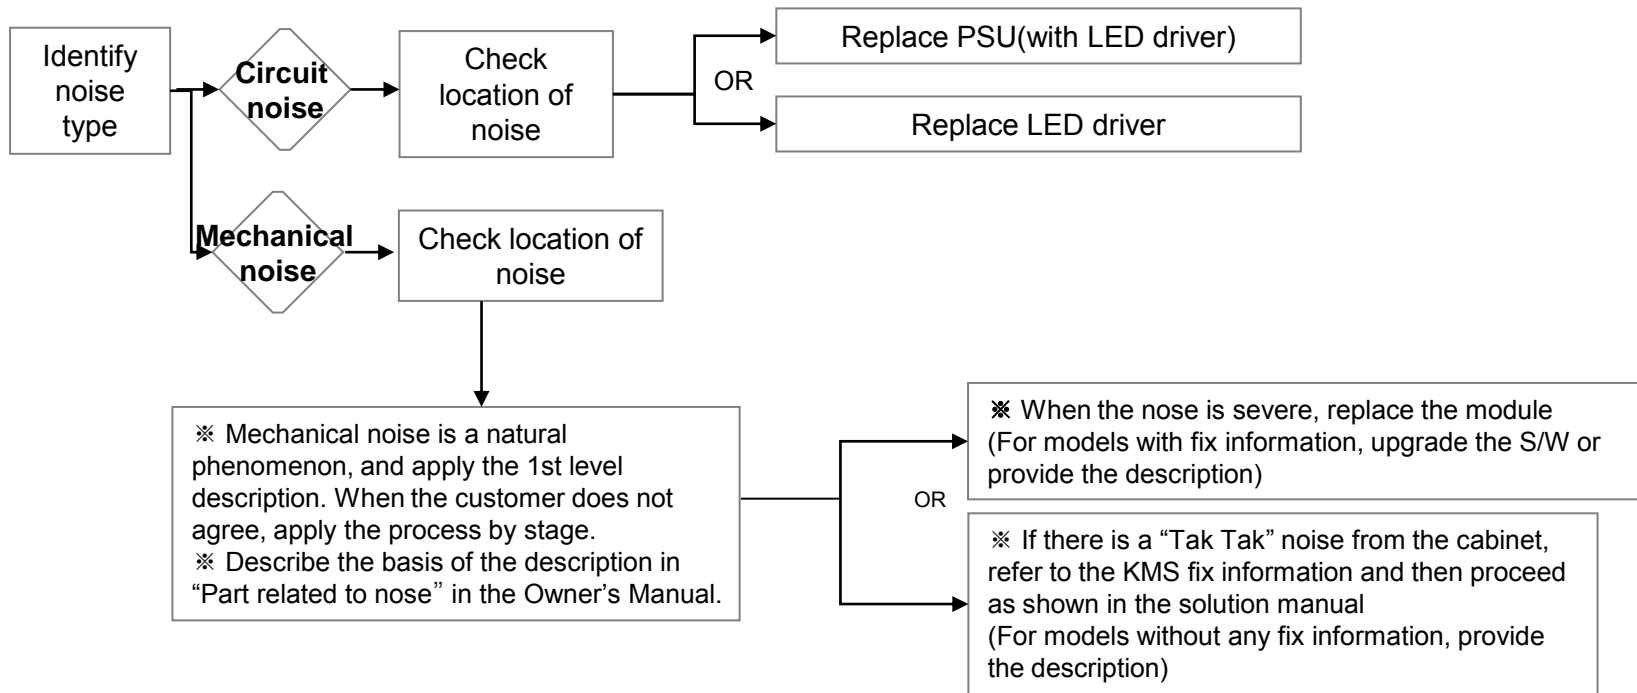 Identify
noise
type
Circuit
noise
Check
location of
noise
Replace PSU(with LED driver)
OR
Replace LED driver
Mechanical
noise
Check location of
noise
※ Mechanical noise is a natural
phenomenon, and apply the 1st level
description. When the customer does not
agree, apply the process by stage.
※ Describe the basis of the description in
“Part related to nose” in the Owner’s Manual.
※ When the nose is severe, replace the module
(For models with fix information, upgrade the S/W or
provide the description)
OR
※ If there is a “Tak Tak” noise from the cabinet,
refer to the KMS fix information and then proceed
as shown in the solution manual
(For models without any fix information, provide
the description)